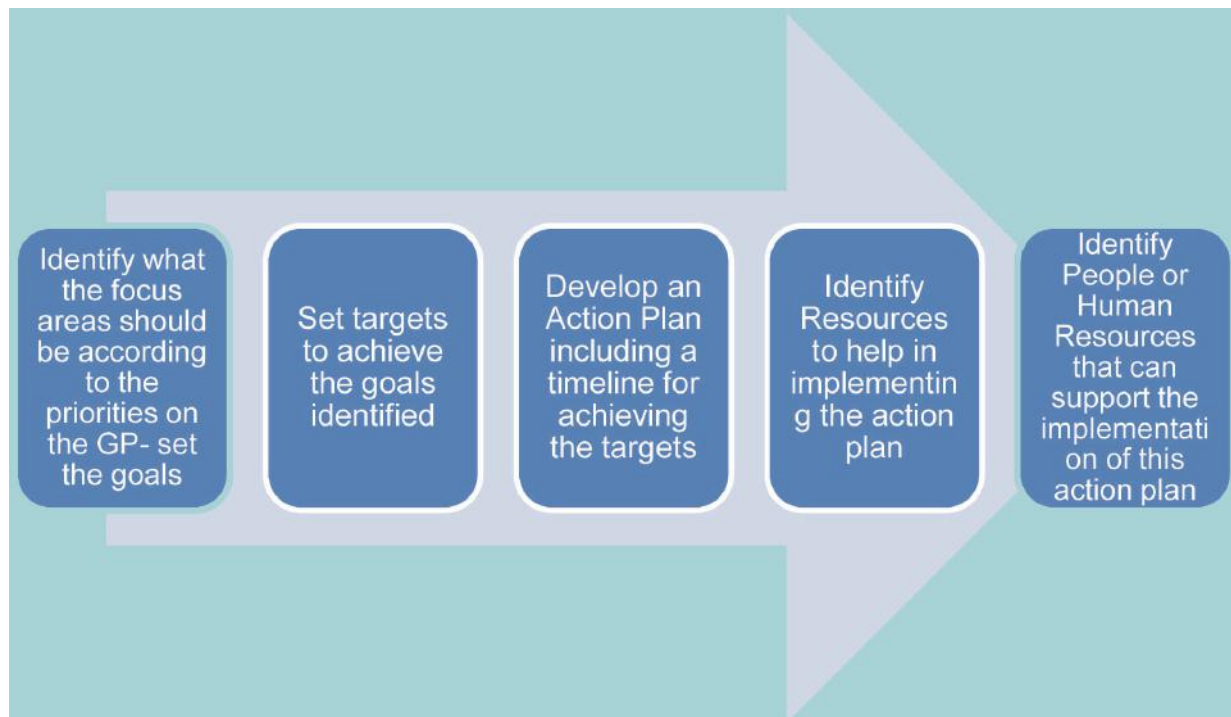 Identify what
the focus
areas should
be according
to the
priorities on
the GP- set
the goals
Set targets
to achieve
the goals
identified
Develop an
Action Plan
including a
timeline for
achieving
the targets
Identify
Resources
to help in
implementin
g the action
plan
Identify
People or
Human
Resources
that can
support the
implementati
on of this
action plan